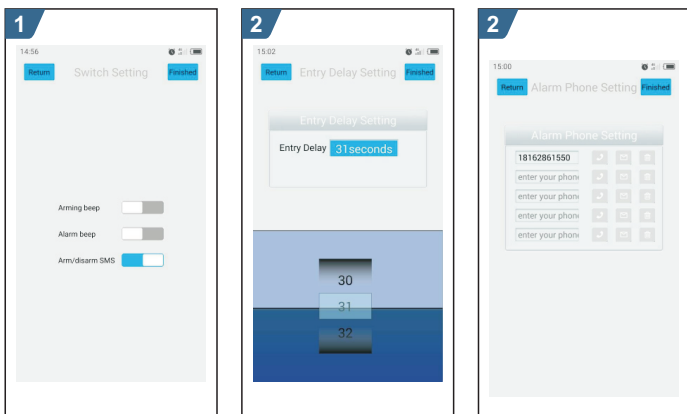 1
14:56
Return Switch Setting Finished
Arming beep
Alarm beep
Arm/disarm SMS
2
15:02
Return Entry Delay Setting Finished
Entry Delay Setting
Entry Delay 31seconds
30
31
32
2
15:00
Return Alarm Phone Setting Finished
Alarm Phone Setting
18162861550
enter your phon
enter your phon
enter your phon
enter your phon